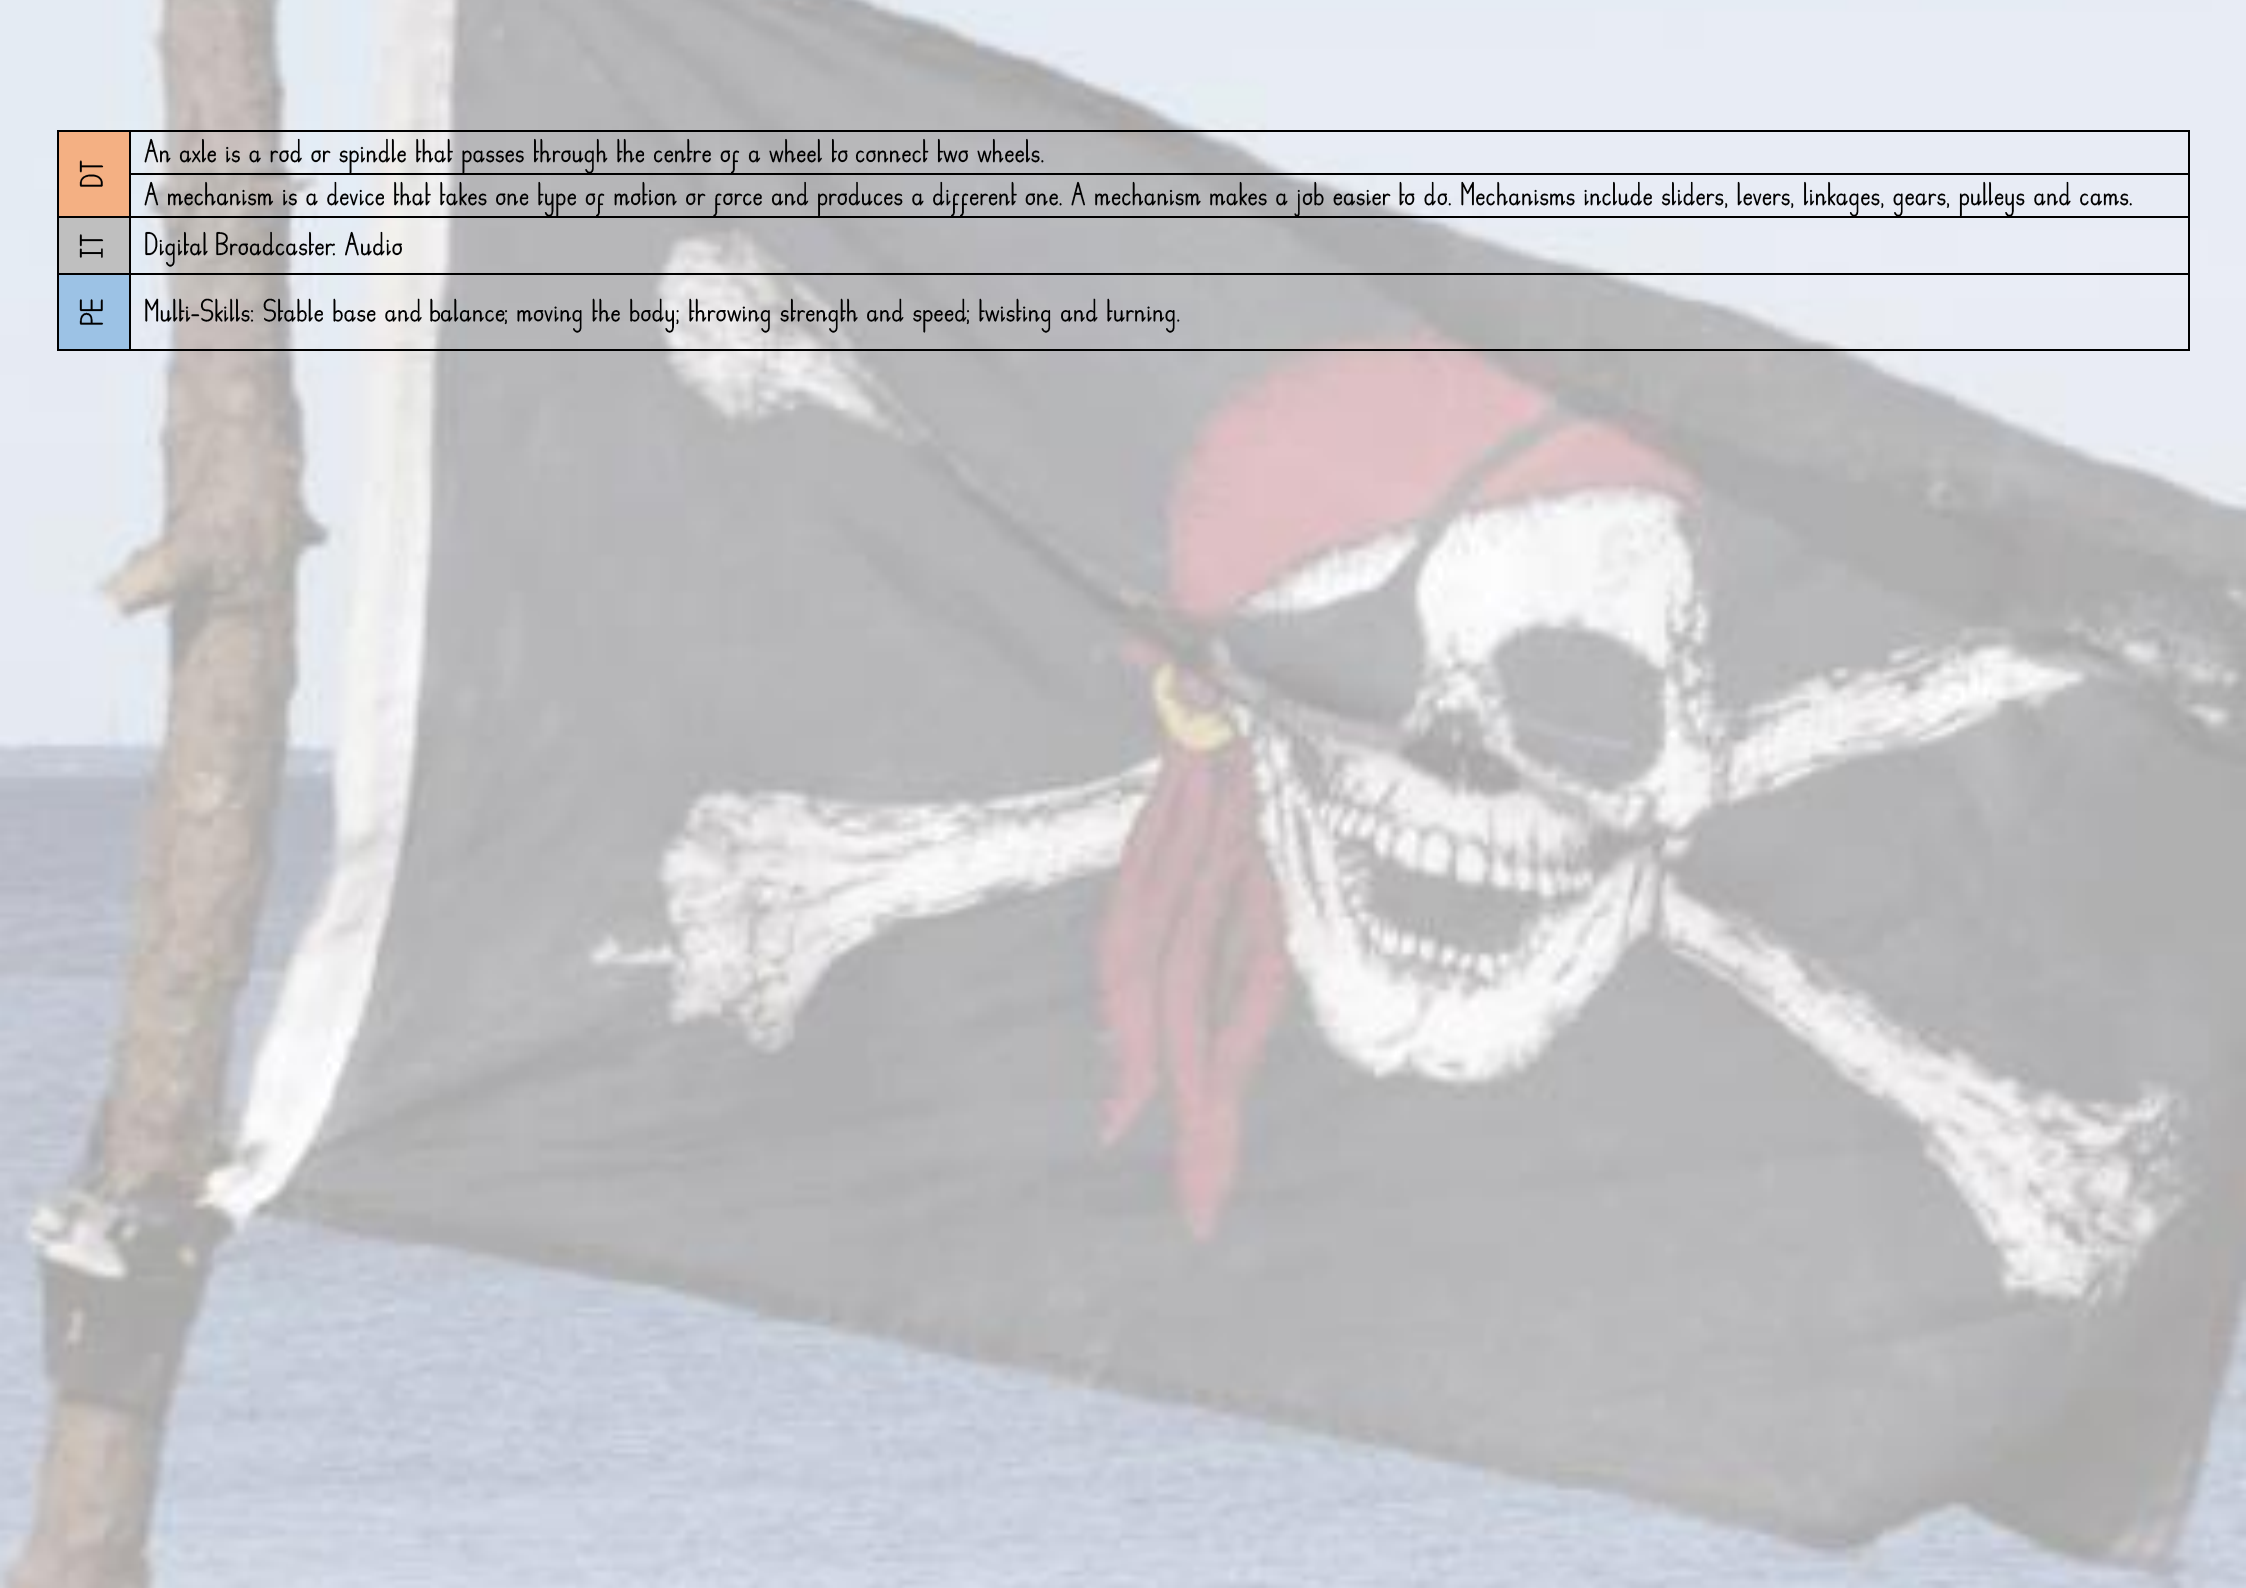 DT
An axle is a rod or spindle that passes through the centre of a wheel to connect two wheels.
A mechanism is a device that takes one type of motion or force and produces a different one. A mechanism makes a job easier to do. Mechanisms include sliders, levers, linkages, gears, pulleys and cams.
IT
Digital Broadcaster: Audio
PE
Multi-Skills: Stable base and balance; moving the body; throwing strength and speed; twisting and turning.